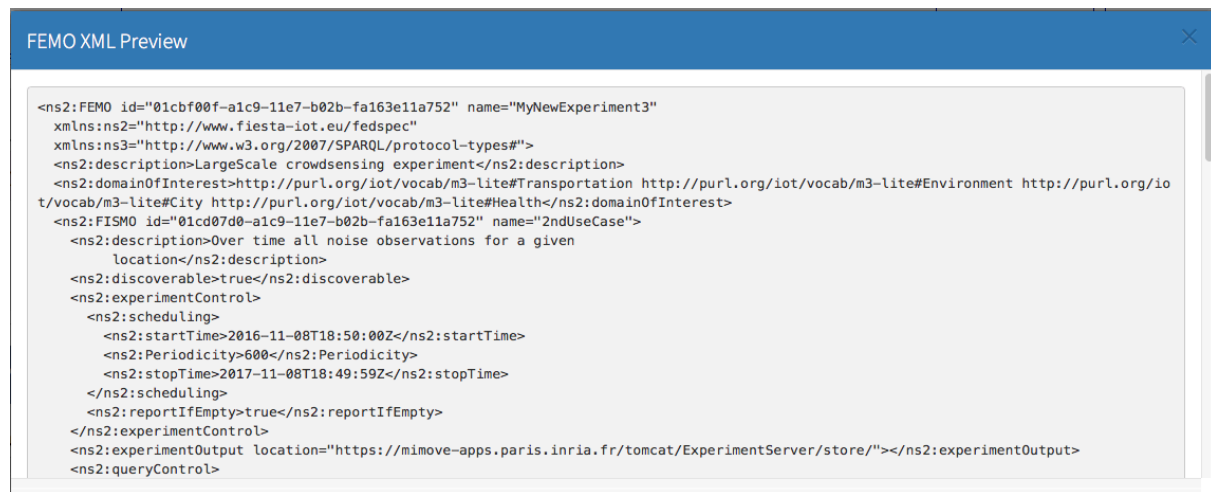 FEMO XML Preview
<ns2:FEMO id="01cbf00f-a1c9-11e7-b02b-fa163e11a752" name="MyNewExperiment3"
xmlns:ns2="http://www.fiesta-iot.eu/fedspec"
xmlns:ns3="http://www.w3.org/2007/SPARQL/protocol-types#">
<ns2:description>LargeScale crowdsensing experiment</ns2:description>
<ns2:domainOfInterest>http://purl.org/iot/vocab/m3-lite#Transportation http://purl.org/iot/vocab/m3-lite#Environment http://purl.org/io
t/vocab/m3-lite#City http://purl.org/iot/vocab/m3-lite#Health</ns2:domainOfInterest>
<ns2:FISMO id="01cd07d0-a1c9-11e7-b02b-fa163e11a752" name="2ndUseCase">
<ns2:description>Over time all noise observations for a given
location</ns2:description>
<ns2:discoverable>true</ns2:discoverable>
<ns2:experimentControl>
<ns2:scheduling>
<ns2:startTime>2016-11-08T18:50:00Z</ns2:startTime>
<ns2:Periodicity>600</ns2:Periodicity>
<ns2:stopTime>2017-11-08T18:49:59Z</ns2:stopTime>
</ns2:scheduling>
<ns2:reportIfEmpty>true</ns2:reportIfEmpty>
</ns2:experimentControl>
<ns2:experimentOutput location="https://mimove-apps.paris.inria.fr/tomcat/ExperimentServer/store/"></ns2:experimentOutput>
<ns2:queryControl>